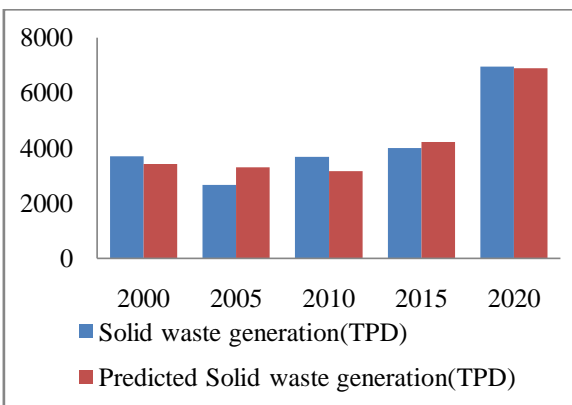 8000
6000
4000
2000
0
2000 2005 2010 2015 2020
Solid waste generation(TPD)
Predicted Solid waste generation(TPD)